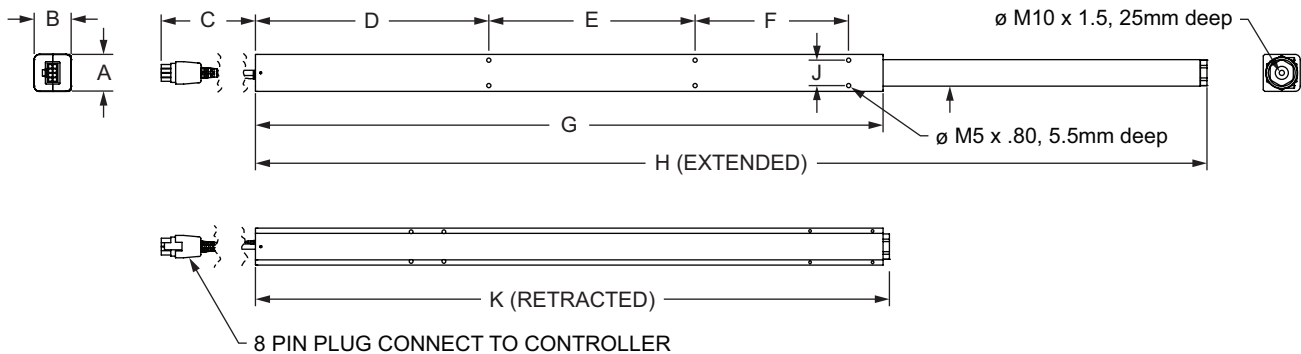 B
C
D
E
F
ø M10 x 1.5, 25mm deep
A
J
G
ø M5 x .80, 5.5mm deep
H (EXTENDED)
K (RETRACTED)
8 PIN PLUG CONNECT TO CONTROLLER